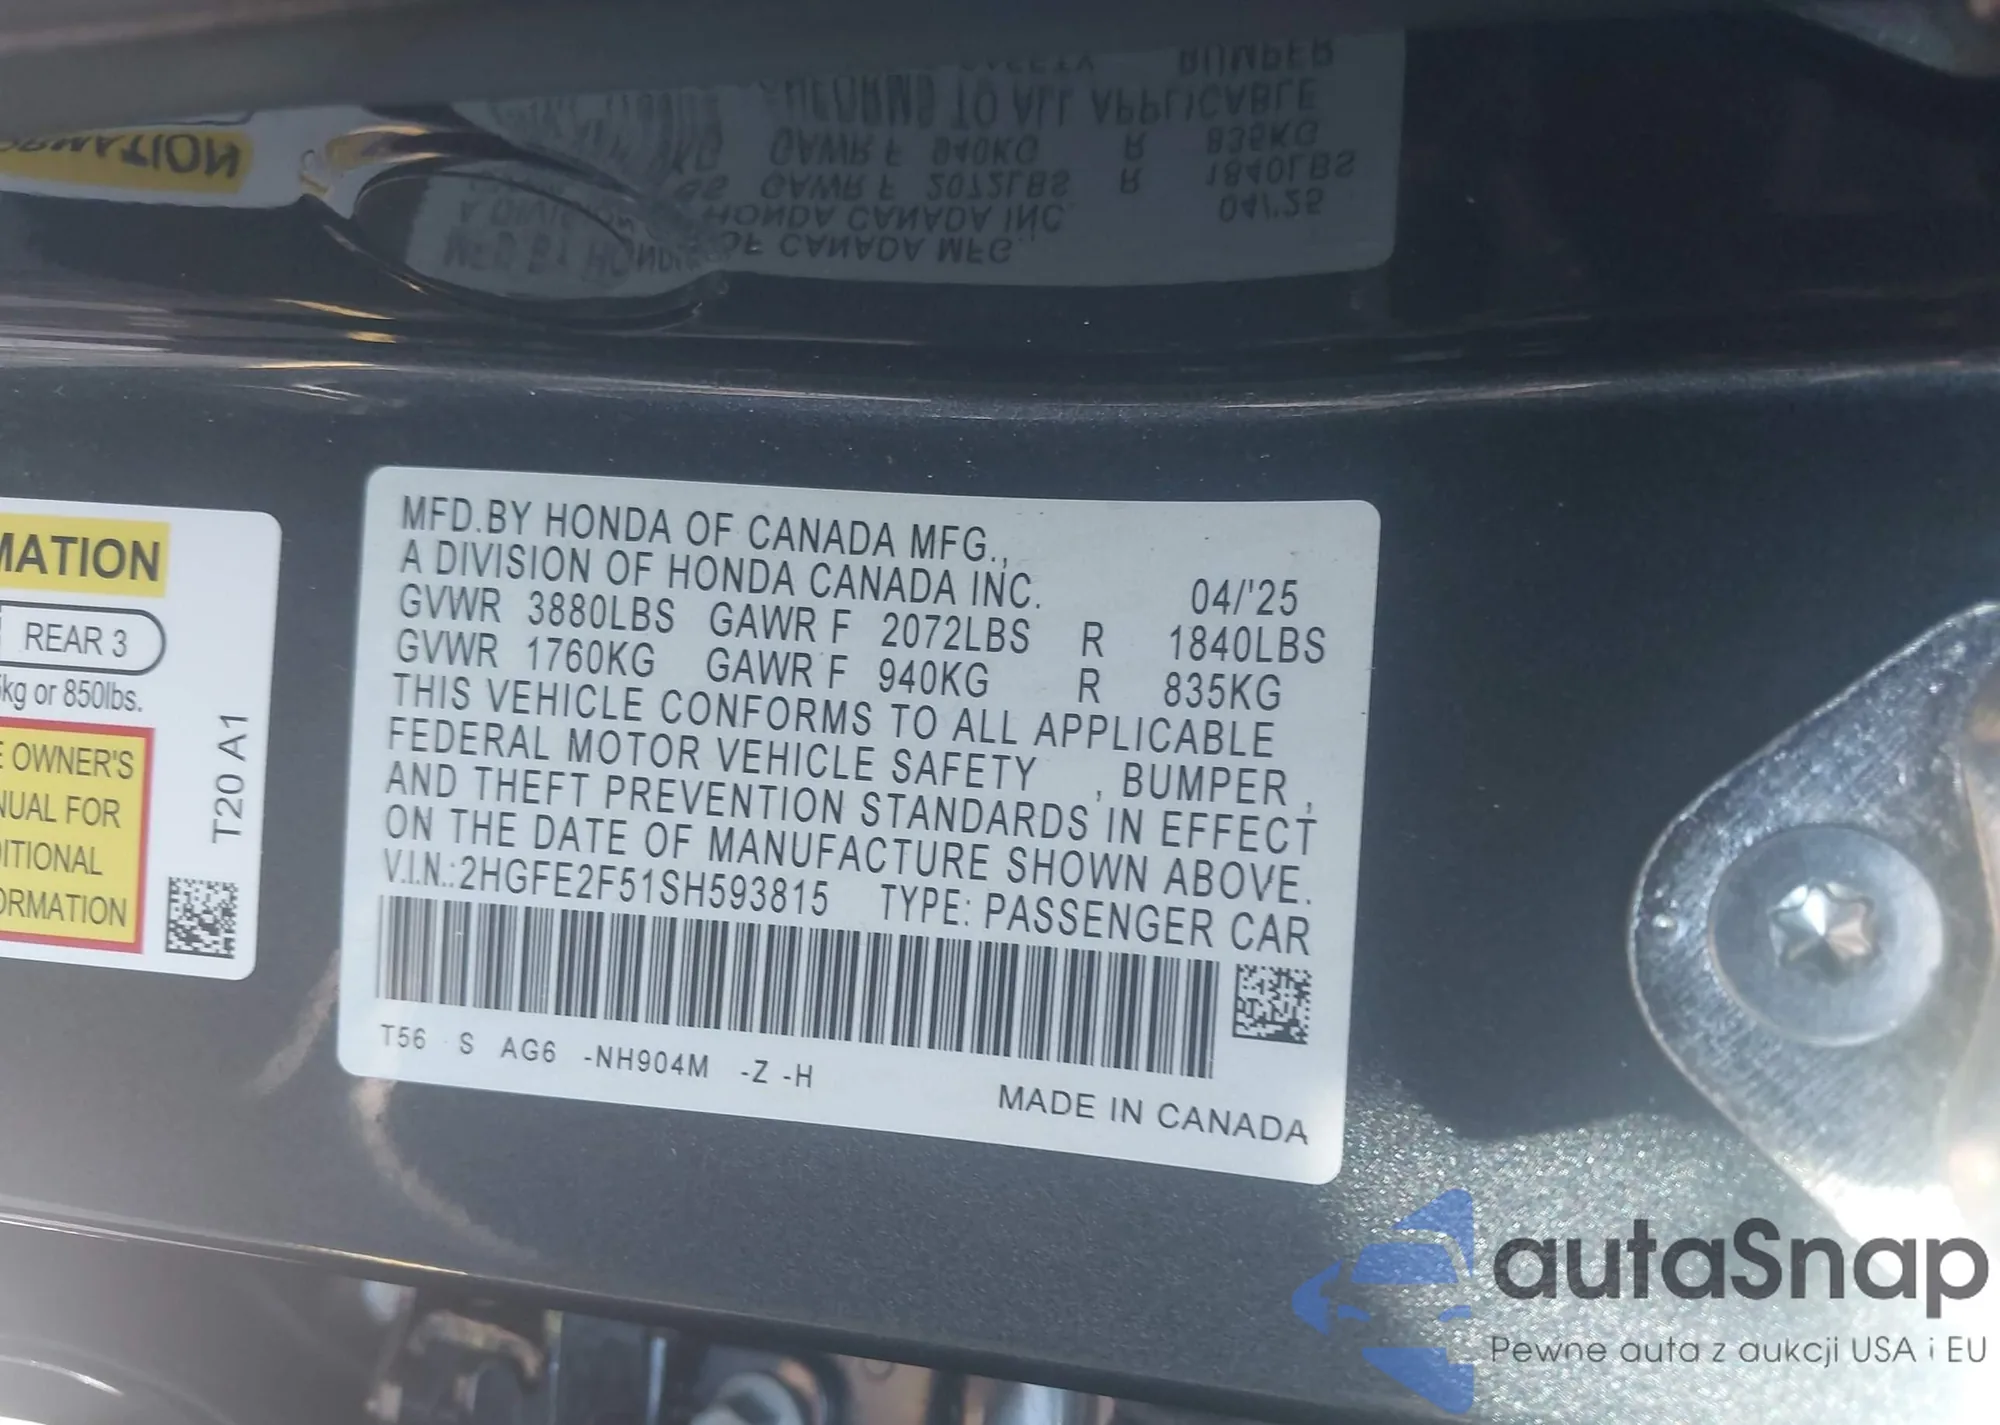 MATION
REAR 3
kg or 850lbs.
OWNER'S
NUAL FOR
DITIONAL
ORMATION
T20 A1
MFD.BY HONDA OF CANADA MFG.,
A DIVISION OF HONDA CANADA INC. 04/'25
GVWR 3880LBS GAWR F 2072LBS R 1840LBS
GVWR 1760KG GAWR F 940KG R 835KG
THIS VEHICLE CONFORMS TO ALL APPLICABLE
FEDERAL MOTOR VEHICLE SAFETY , BUMPER ,
AND THEFT PREVENTION STANDARDS IN EFFECT
ON THE DATE OF MANUFACTURE SHOWN ABOVE.
V.I.N.:2HGFE2F51SH593815 TYPE: PASSENGER CAR
T56 S AG6 -NH904M -Z -H
MADE IN CANADA
autaSnap
Pewne auta z aukcji USA i EU